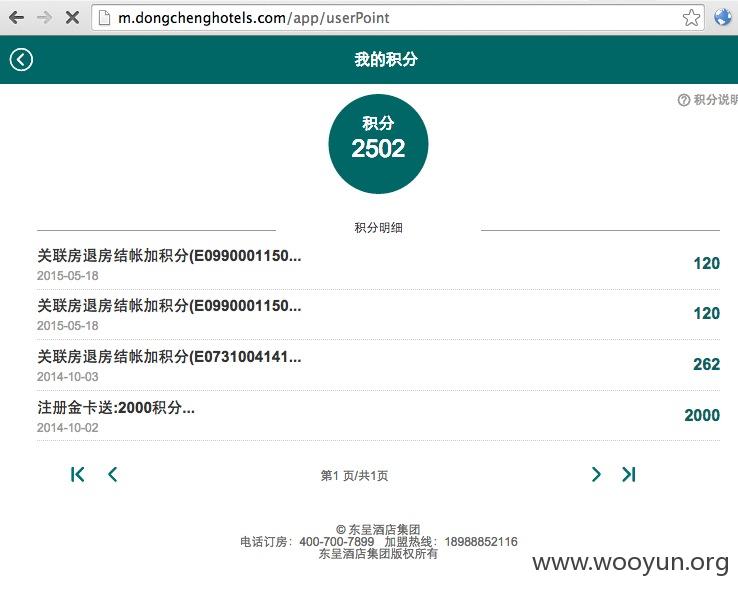 m.dongchenghotels.com/app/userPoint
我的积分
积分说明
积分
2502
积分明细
关联房退房结帐加积分(E0990001150...
120
2015-05-18
关联房退房结帐加积分(E0990001150...
120
2015-05-18
关联房退房结帐加积分(E0731004141...
262
2014-10-03
注册金卡送:2000积分...
2000
2014-10-02
第1 页/共1页
© 东呈酒店集团
电话订房：400-700-7899 加盟热线：18988852116
东呈酒店集团版权所有
www.wooyun.org